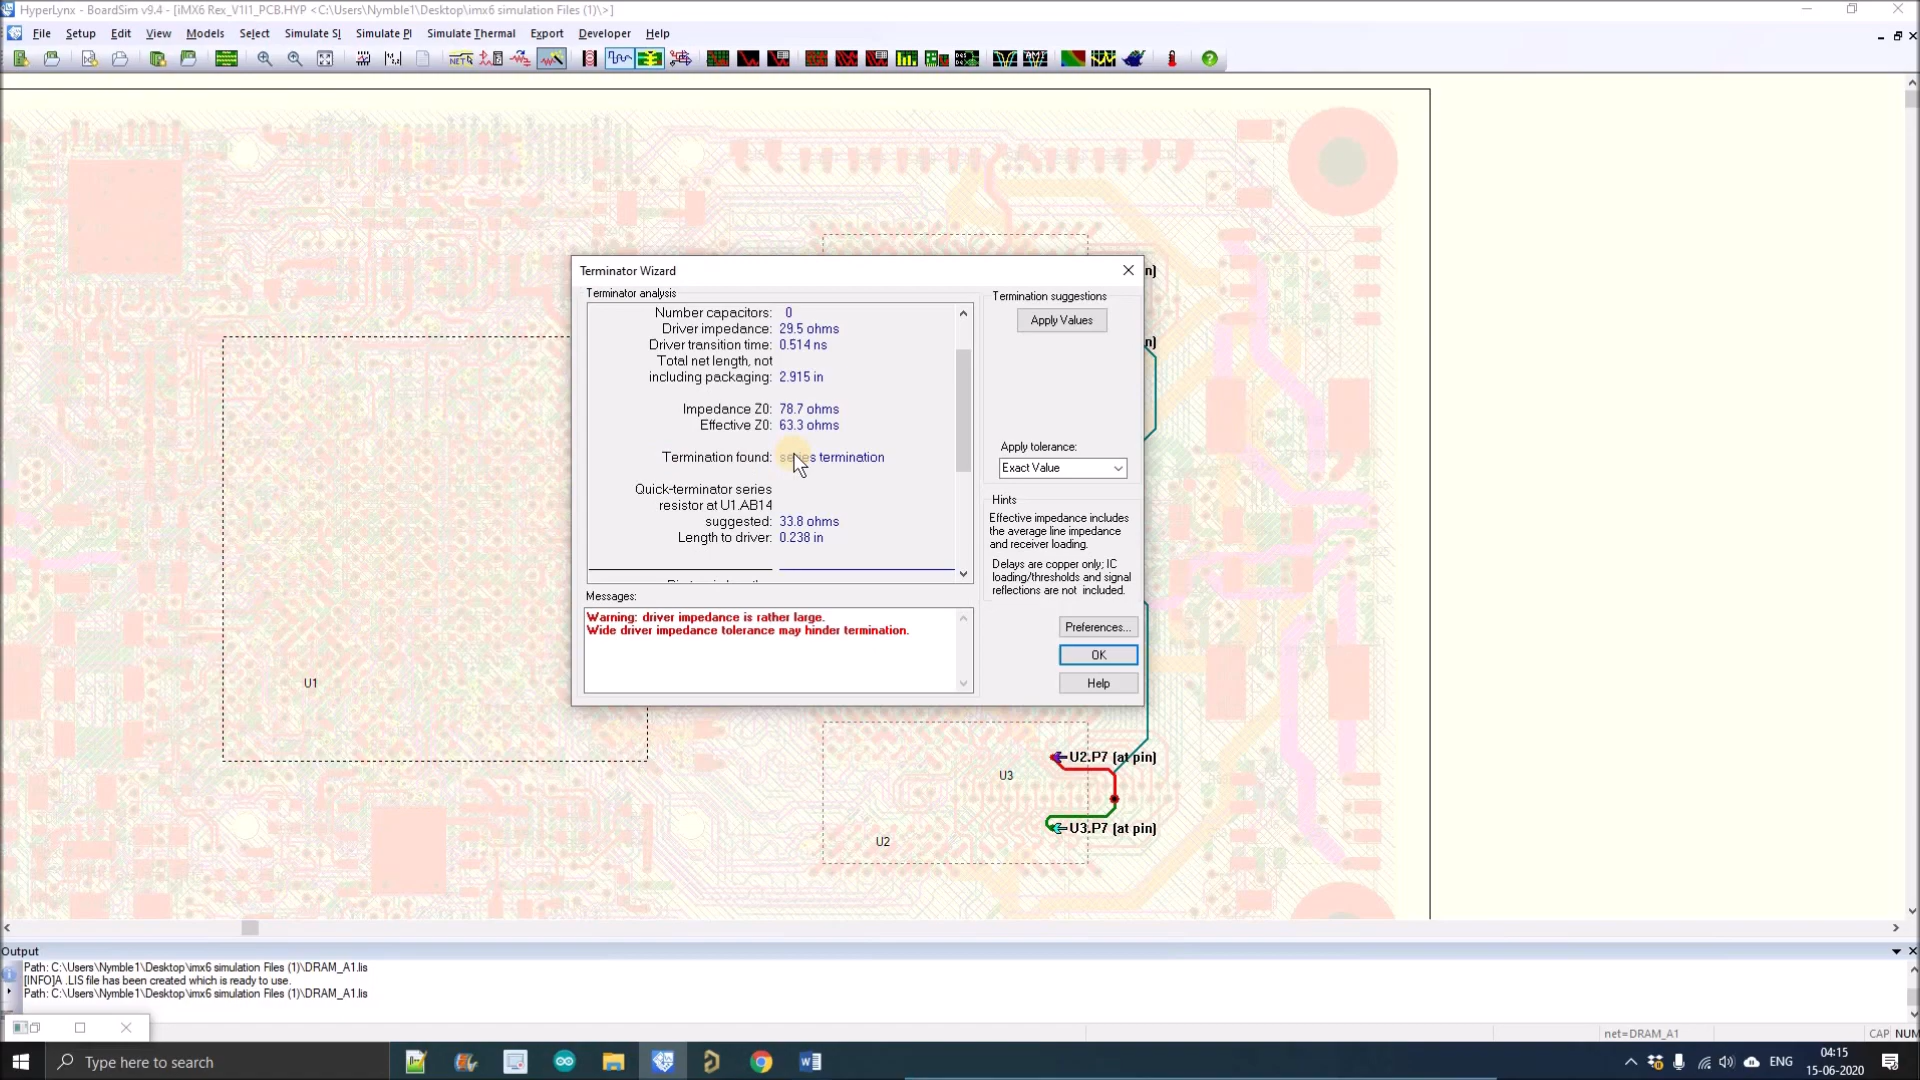 HyperLynx - BoardSim v9.4 - [iMX6 Rex_V1I1_PCB.HYP <C:\Users\Nymble1\Desktop\imx6 simulation Files (1)\>]
File Setup Edit View Models Select Simulate SI Simulate PI Simulate Thermal Export Developer Help
Terminator Wizard
Terminator analysis
Number capacitors: 0
Driver impedance: 29.5 ohms
Driver transition time: 0.514 ns
Total net length, not
including packaging: 2.915 in
Impedance Z0: 78.7 ohms
Effective Z0: 63.3 ohms
Termination found: series termination
Quick-terminator series
resistor at U1.AB14
suggested: 33.8 ohms
Length to driver: 0.238 in
Messages:
Warning: driver impedance is rather large.
Wide driver impedance tolerance may hinder termination.
Termination suggestions
Apply Values
Apply tolerance:
Exact Value
Hints
Effective impedance includes
the average line impedance
and receiver loading.
Delays are copper only; IC
loading/thresholds and signal
reflections are not included.
Preferences...
OK
Help
n)
n)
U1
U2.P7 (at pin)
U3
U3.P7 (at pin)
U2
Output
Path: C:\Users\Nymble1\Desktop\imx6 simulation Files (1)\DRAM_A1.lis
[INFO]A .LIS file has been created which is ready to use.
Path: C:\Users\Nymble1\Desktop\imx6 simulation Files (1)\DRAM_A1.lis
net=DRAM_A1
CAP NUM
Type here to search
ENG
04:15
15-06-2020